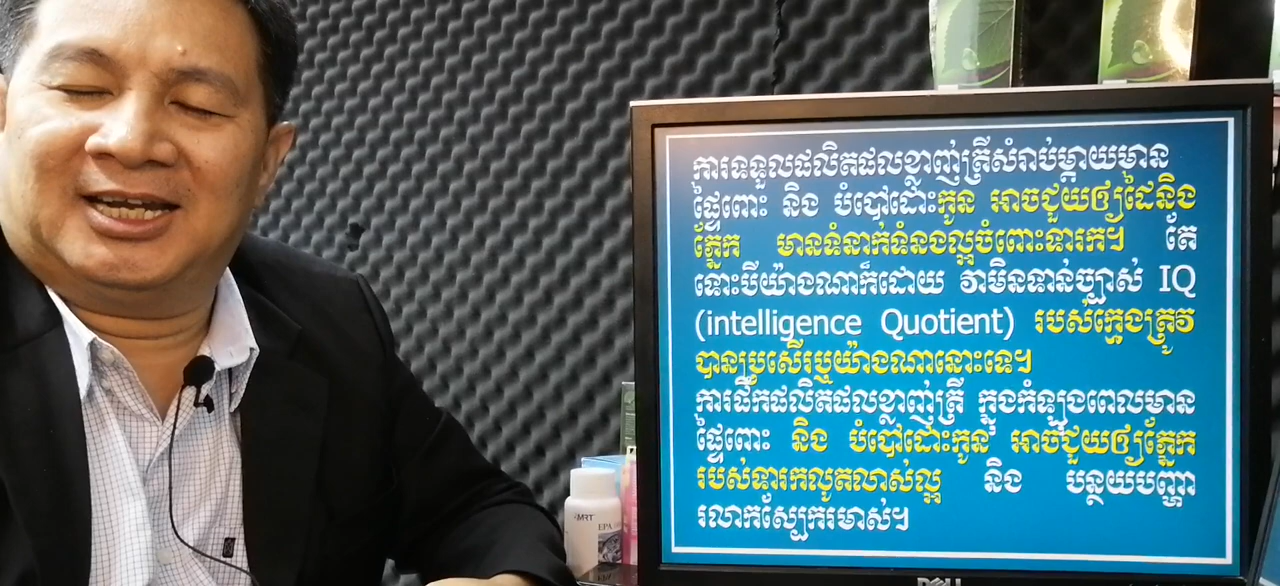 ការទទួលផលិតផលខ្លាញ់ត្រីសំរាប់ម្តាយមាន
ផ្ទៃពោះ និង បំបៅដោះកូន អាចជួយឲ្យដៃនិង
ភ្នែក មានទំនាក់ទំនងល្អចំពោះទារក។ តែ
ទោះបីយ៉ាងណាក៏ដោយ វាមិនទាន់ច្បាស់ IQ
(intelligence Quotient) របស់ក្មេងត្រូវ
បានប្រសើរឬយ៉ាងណានោះទេ។
ការផឹកផលិតផលខ្លាញ់ត្រី ក្នុងកំឡុងពេលមាន
ផ្ទៃពោះ និង បំបៅដោះកូន អាចជួយឲ្យភ្នែក
របស់ទារកលូតលាស់ល្អ និង បន្ថយបញ្ហា
រលាកស្បែករមាស់។
MRT
EPA
DELL